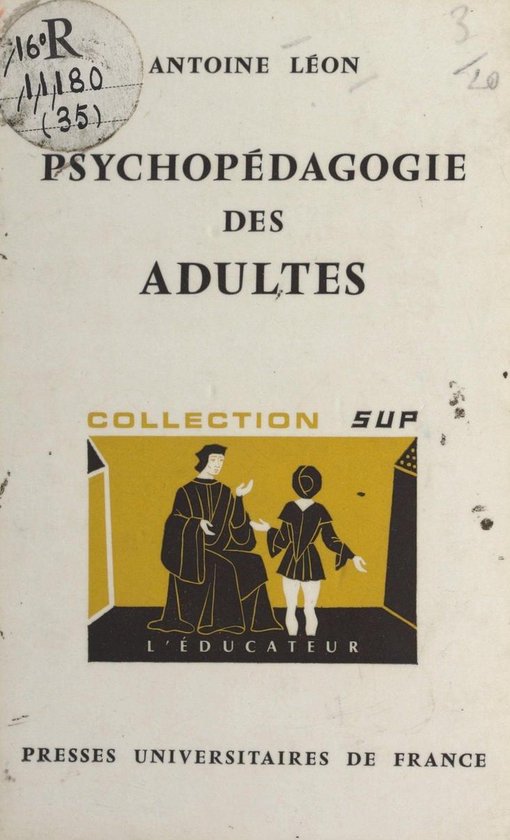 16° R
11180
(35)
3
/20
ANTOINE LÉON
PSYCHOPÉDAGOGIE
DES
ADULTES
COLLECTION SUP
L'ÉDUCATEUR
PRESSES UNIVERSITAIRES DE FRANCE